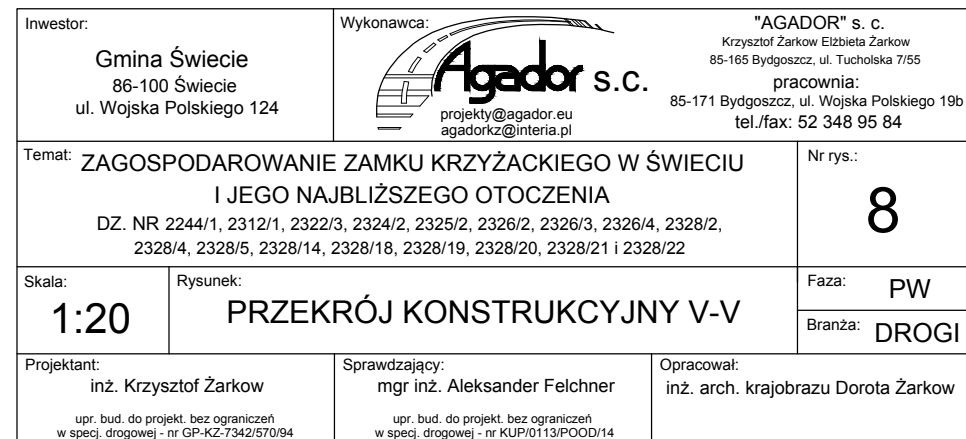 Inwestor:
Gmina Świecie
86-100 Świecie
ul. Wojska Polskiego 124
Wykonawca:
Agador s.c.
projekty@agador.eu
agadorkz@interia.pl
"AGADOR" s. c.
Krzysztof Żarkow Elżbieta Żarkow
85-165 Bydgoszcz, ul. Tucholska 7/55
pracownia:
85-171 Bydgoszcz, ul. Wojska Polskiego 19b
tel./fax: 52 348 95 84
Temat: ZAGOSPODAROWANIE ZAMKU KRZYŻACKIEGO W ŚWIECIU
I JEGO NAJBLIŻSZEGO OTOCZENIA
DZ. NR 2244/1, 2312/1, 2322/3, 2324/2, 2325/2, 2326/2, 2326/3, 2326/4, 2328/2,
2328/4, 2328/5, 2328/14, 2328/18, 2328/19, 2328/20, 2328/21 i 2328/22
Nr rys.:
8
Skala:
1:20
Rysunek:
PRZEKRÓJ KONSTRUKCYJNY V-V
Faza: PW
Branża: DROGI
Projektant:
inż. Krzysztof Żarkow
upr. bud. do projekt. bez ograniczeń
w specj. drogowej - nr GP-KZ-7342/570/94
Sprawdzający:
mgr inż. Aleksander Felchner
upr. bud. do projekt. bez ograniczeń
w specj. drogowej - nr KUP/0113/POOD/14
Opracował:
inż. arch. krajobrazu Dorota Żarkow